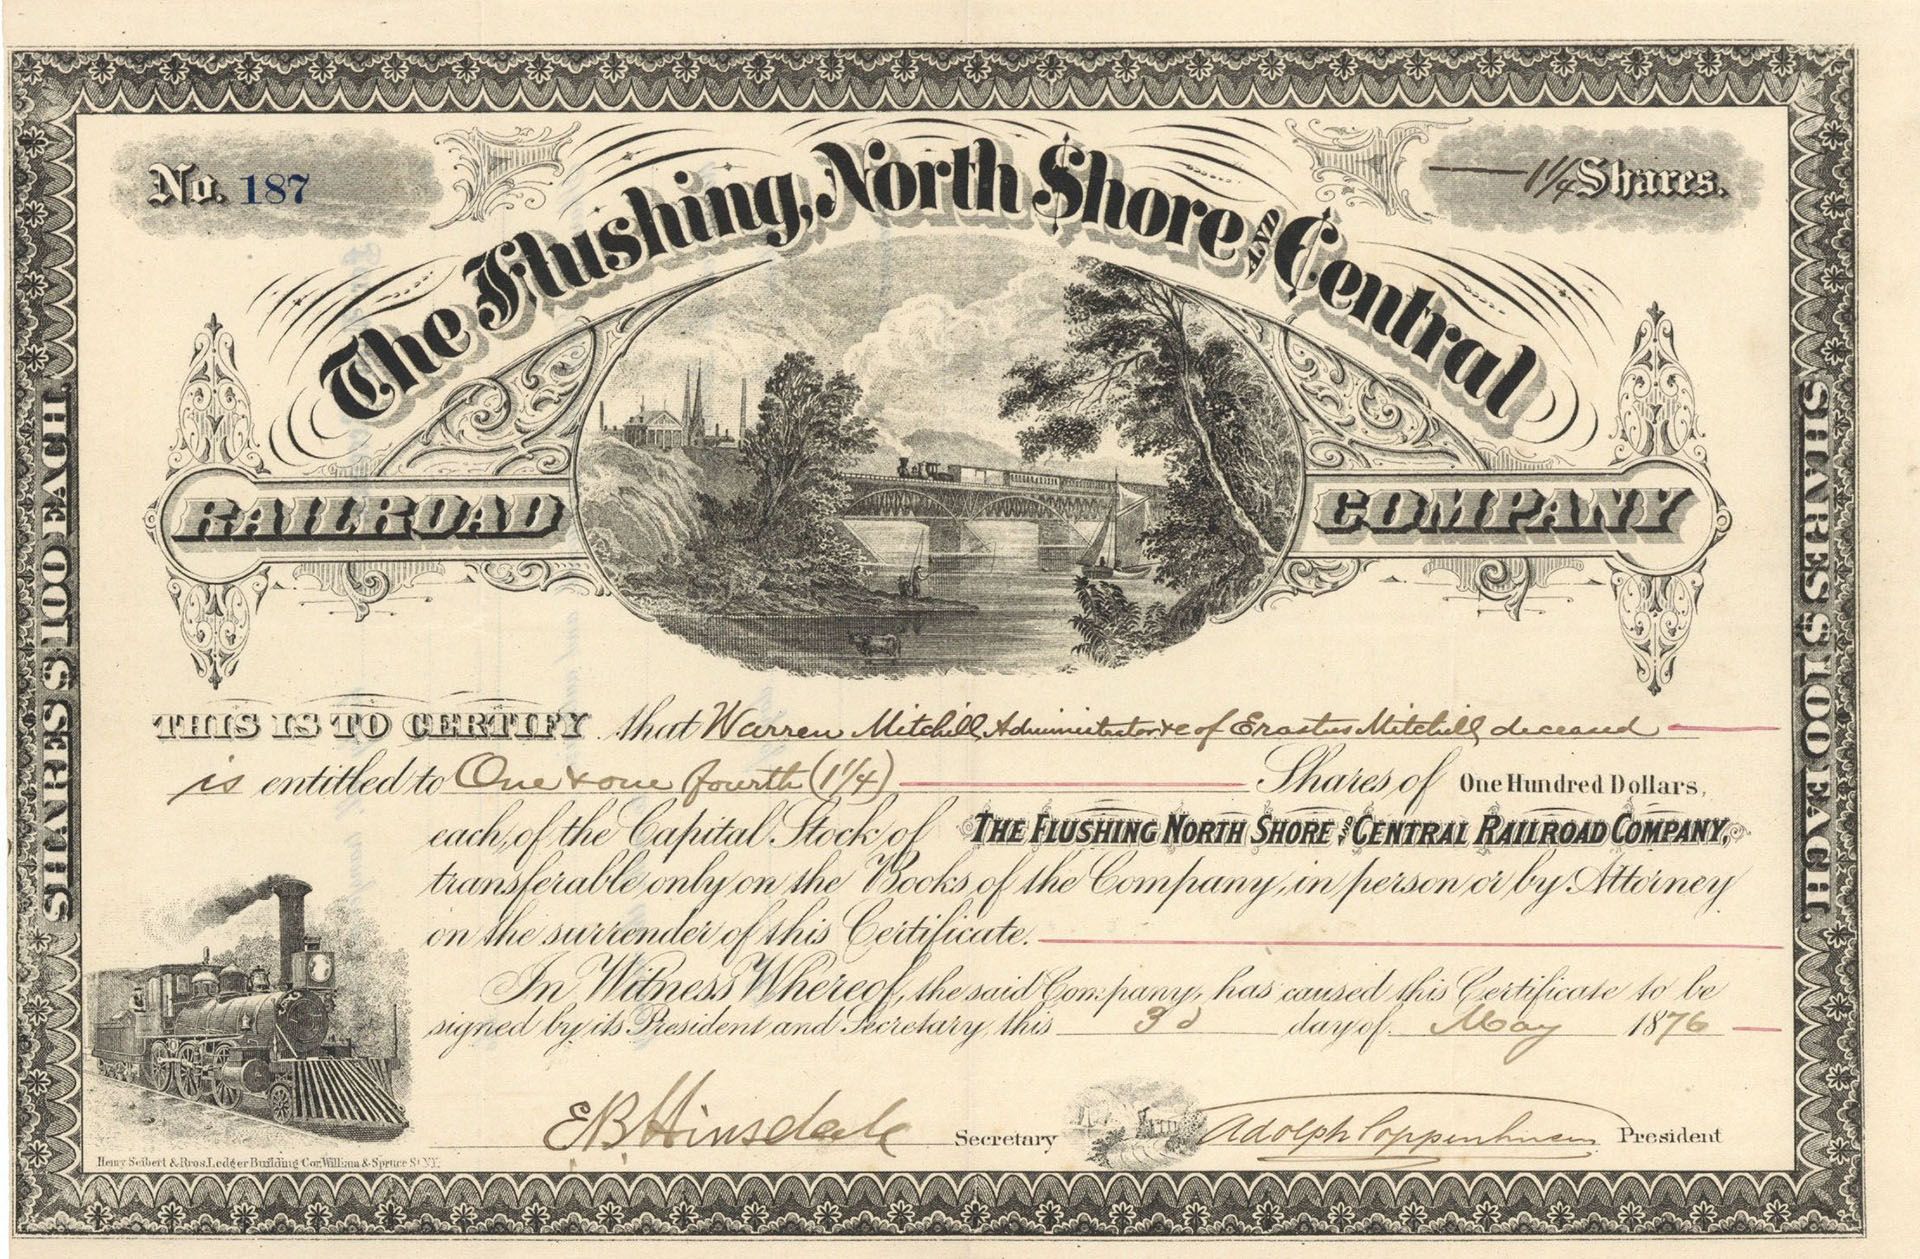 No. 187
1 1/4 Shares.
The Flushing, North Shore AND Central
RAILROAD COMPANY
SHARES $100 EACH
SHARES $100 EACH
THIS IS TO CERTIFY that Warren Mitchill, Administrator &c of Erastus Mitchill, deceased
is entitled to One & one fourth (1 1/4) Shares of One Hundred Dollars,
each, of the Capital Stock of THE FLUSHING NORTH SHORE AND CENTRAL RAILROAD COMPANY,
transferable only on the Books of the Company, in person or by Attorney
on the surrender of this Certificate.
In Witness Whereof, the said Company, has caused this Certificate to be
signed by its President and Secretary, this 3d day of May 1876
E B Hinsdale Secretary Adolph Poppenhusen President
Henry Seibert & Bros. Ledger Building Cor. William & Spruce St. N.Y.